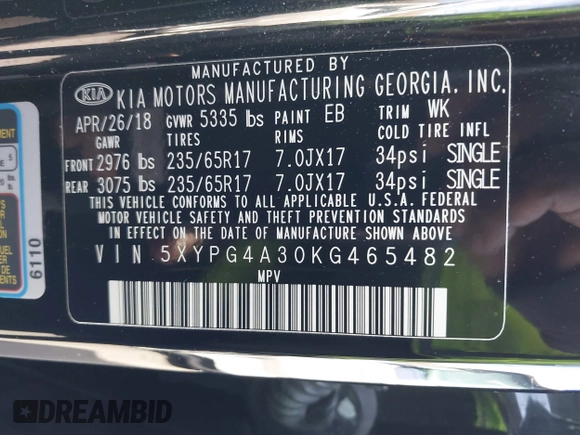 MANUFACTURED BY
KIA KIA MOTORS MANUFACTURING GEORGIA, INC.
APR/26/18 GVWR 5335 lbs PAINT EB TRIM WK
GAWR TIRES RIMS COLD TIRE INFL
FRONT 2976 lbs 235/65R17 7.0JX17 34psi SINGLE
REAR 3075 lbs 235/65R17 7.0JX17 34psi SINGLE
THIS VEHICLE CONFORMS TO ALL APPLICABLE U.S.A. FEDERAL
MOTOR VEHICLE SAFETY AND THEFT PREVENTION STANDARDS
IN EFFECT ON THE DATE OF MANUFACTURE SHOWN ABOVE.
VIN 5XYPG4A30KG465482
MPV
6110
DREAMBID